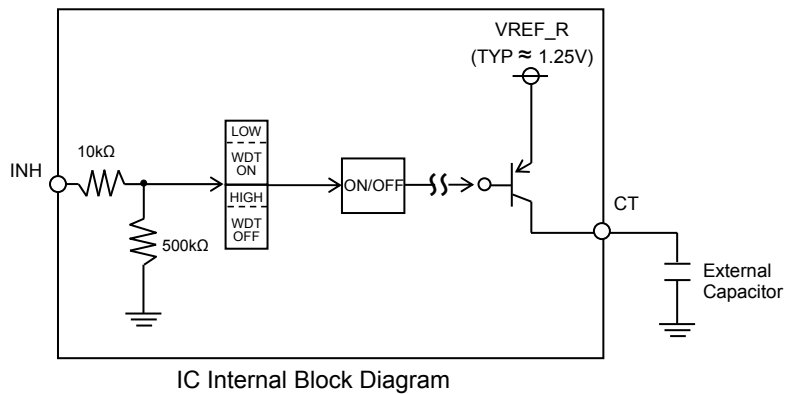 VREF_R
(TYP ≈ 1.25V)
10kΩ
INH
LOW
WDT
ON
HIGH
WDT
OFF
ON/OFF
500kΩ
CT
External
Capacitor
IC Internal Block Diagram